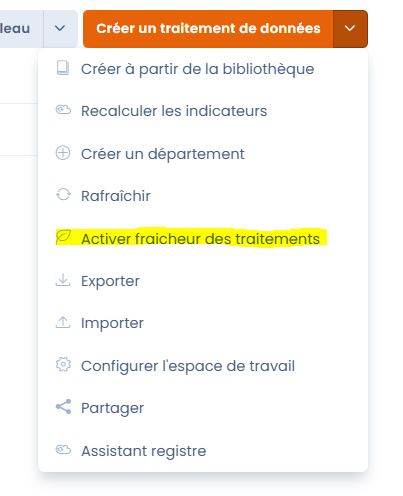 leau
Créer un traitement de données
Créer à partir de la bibliothèque
Recalculer les indicateurs
Créer un département
Rafraîchir
Activer fraicheur des traitements
Exporter
Importer
Configurer l'espace de travail
Partager
Assistant registre